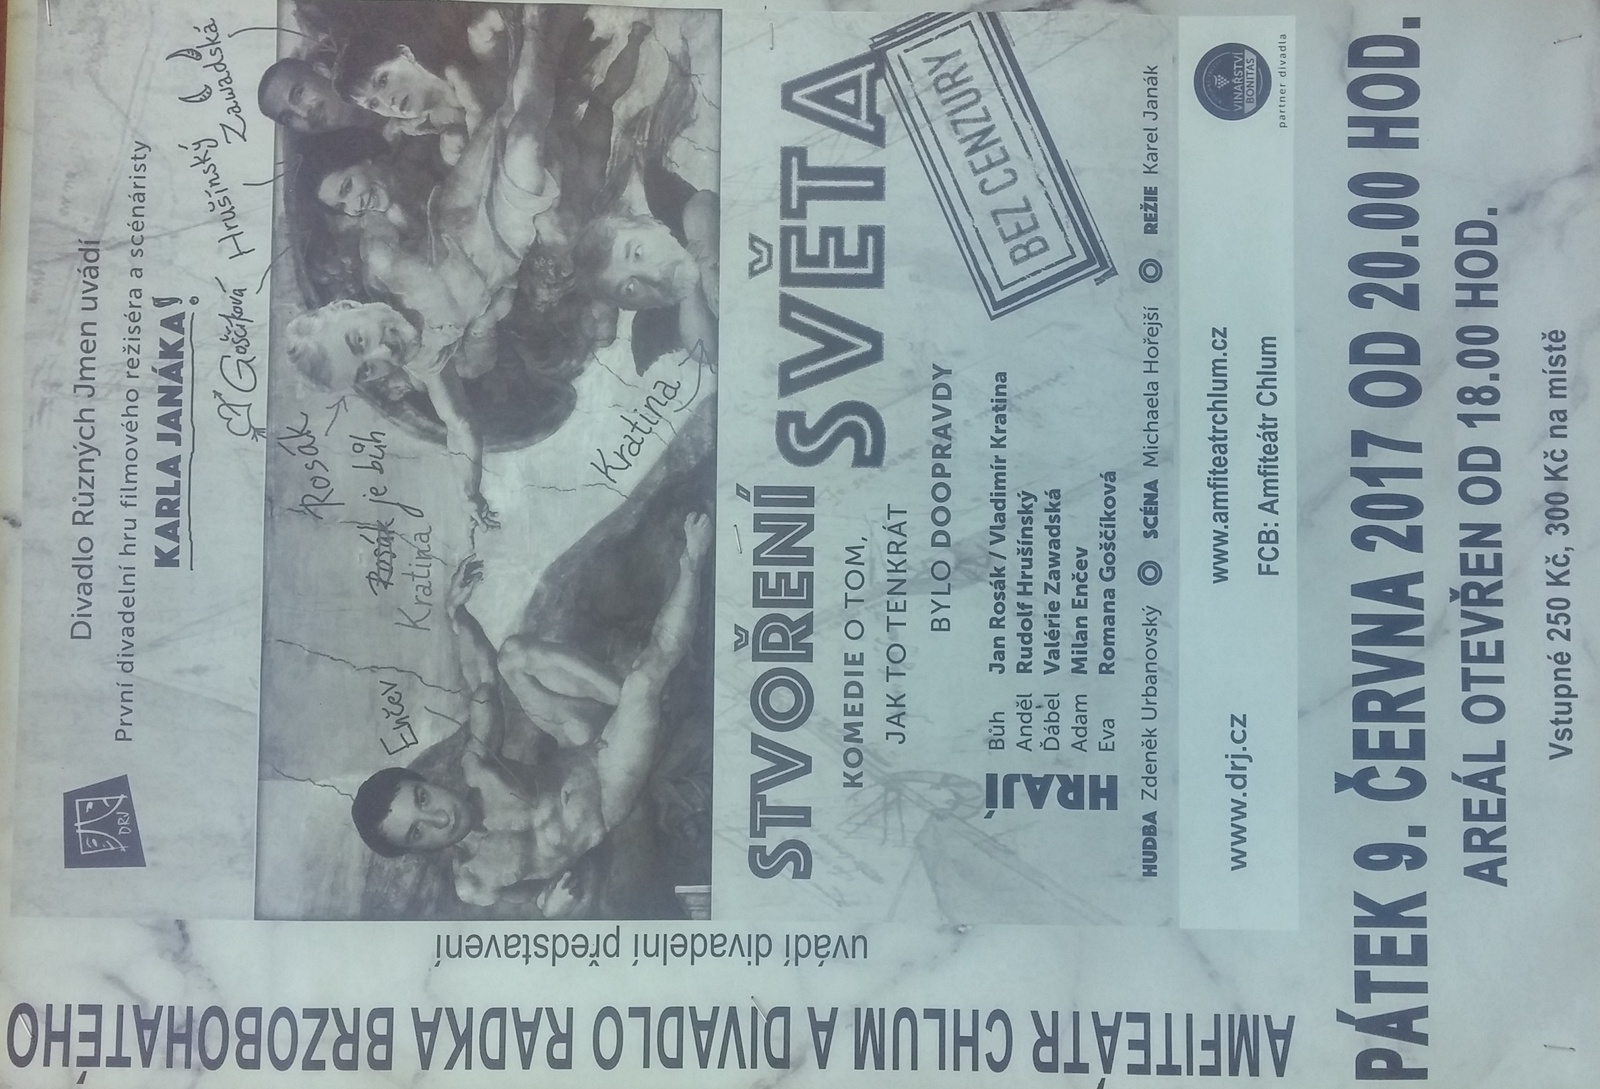 AMFITEÁTR CHLUM A DIVADLO RADKA BRZOBOHATÉHO
uvádí divadelní představení
DRJ
Divadlo Různých Jmen uvádí
První divadelní hru filmového režiséra a scénáristy
KARLA JANÁKA!
Goščíková
Hrušínský
Zawadská
Rosák
Rosák je bůh
Kratina
Enčev
Kratina
STVOŘENÍ SVĚTA
KOMEDIE O TOM,
JAK TO TENKRÁT
BYLO DOOPRAVDY
BEZ CENZURY
HRAJÍ
Bůh Jan Rosák / Vladimír Kratina
Anděl Rudolf Hrušínský
Ďábel Valérie Zawadská
Adam Milan Enčev
Eva Romana Goščíková
HUDBA Zdeněk Urbanovský SCÉNA Michaela Hořejší REŽIE Karel Janák
www.drj.cz
www.amfiteatrchlum.cz
FCB: Amfiteátr Chlum
VINAŘSTVÍ
BONITAS
partner divadla
PÁTEK 9. ČERVNA 2017 OD 20.00 HOD.
AREÁL OTEVŘEN OD 18.00 HOD.
Vstupné 250 Kč, 300 Kč na místě